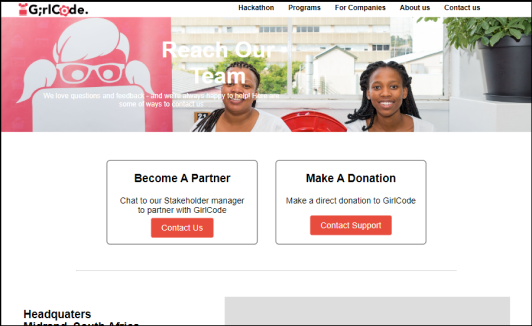 G;rlCode.
Hackathon Programs For Companies About us Contact us
Reach Our
Team
We love questions and feedback - and we're always happy to help! Here are
some of ways to contact us
Become A Partner
Chat to our Stakeholder manager
to partner with GirlCode
Contact Us
Make A Donation
Make a direct donation to GirlCode
Contact Support
Headquaters
Midrand, South Africa